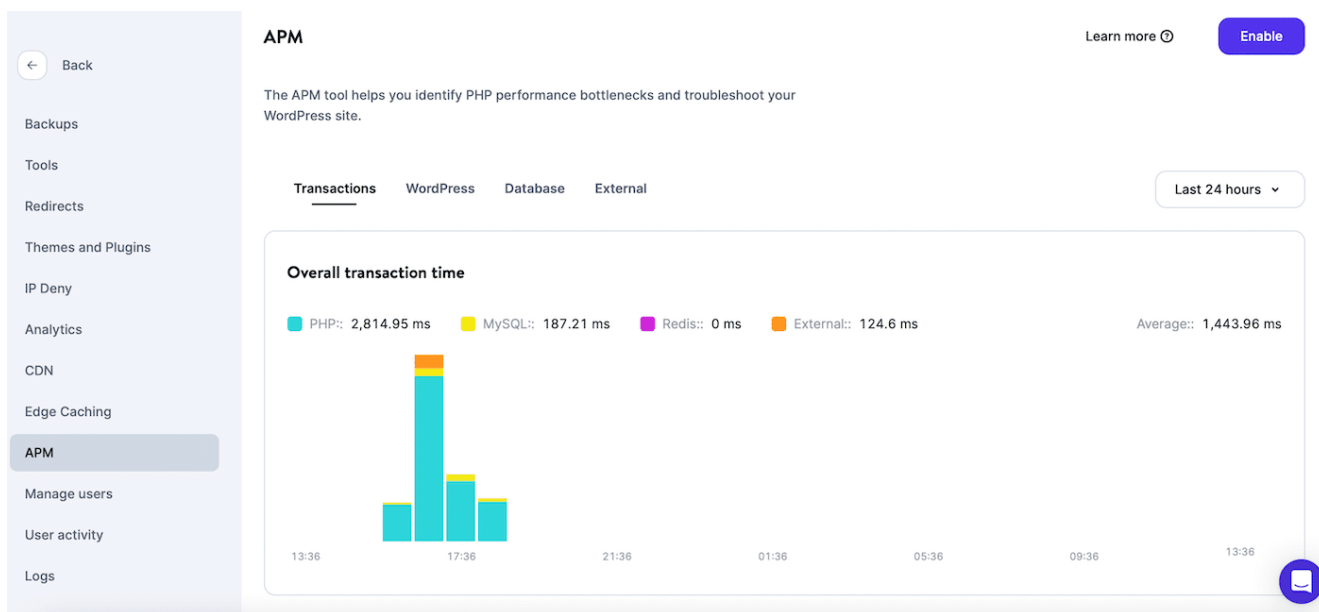 Back
Backups
Tools
Redirects
Themes and Plugins
IP Deny
Analytics
CDN
Edge Caching
APM
Manage users
User activity
Logs
APM
Learn more
Enable
The APM tool helps you identify PHP performance bottlenecks and troubleshoot your
WordPress site.
Transactions WordPress Database External
Last 24 hours
Overall transaction time
PHP:: 2,814.95 ms MySQL:: 187.21 ms Redis:: 0 ms External:: 124.6 ms Average:: 1,443.96 ms
13:36 17:36 21:36 01:36 05:36 09:36 13:36